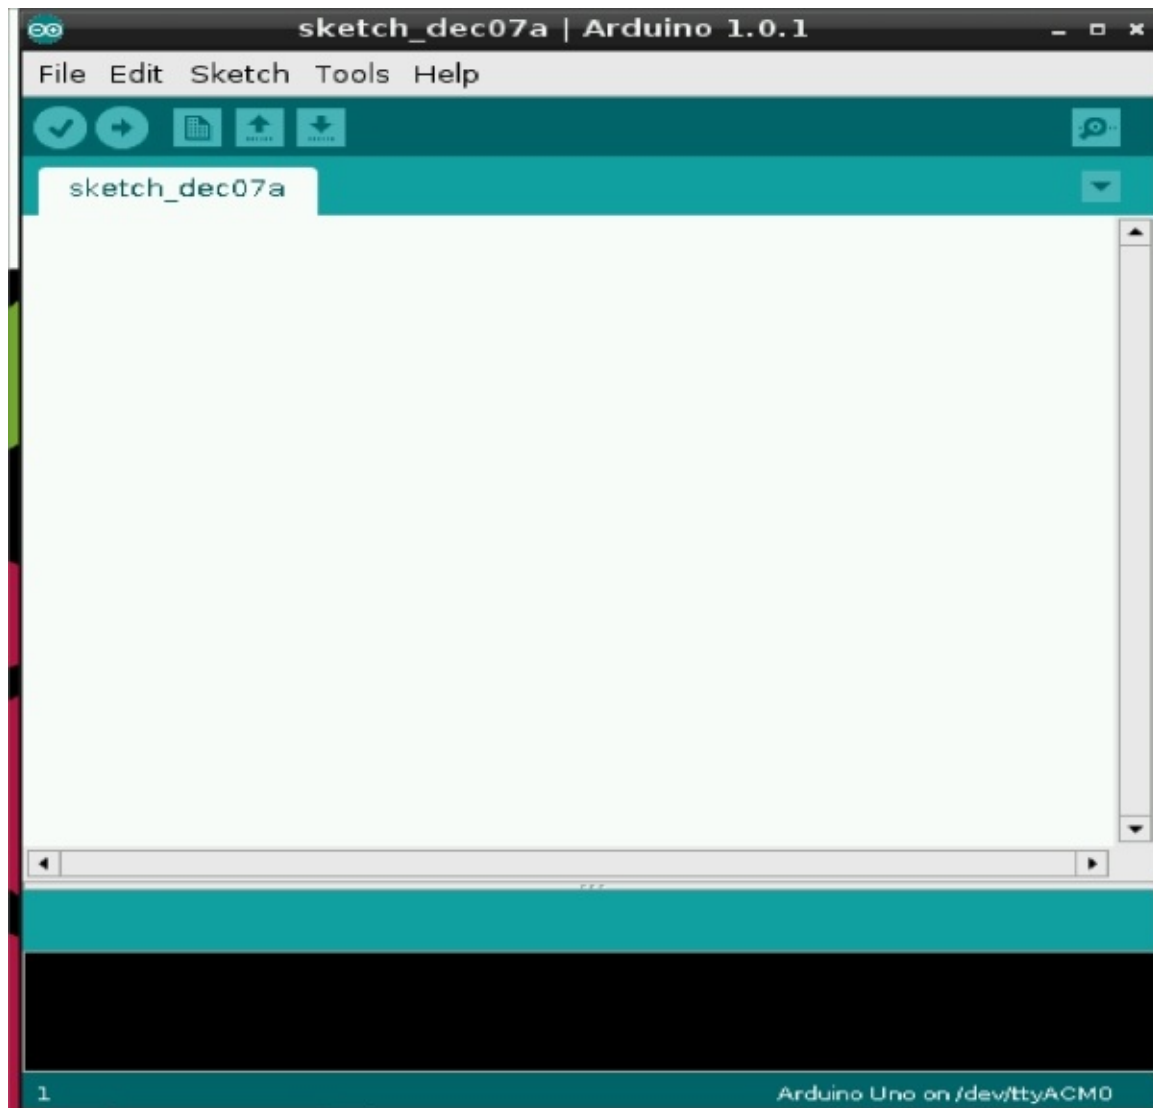 sketch_dec07a | Arduino 1.0.1
File Edit Sketch Tools Help
sketch_dec07a
1 Arduino Uno on /dev/ttyACM0